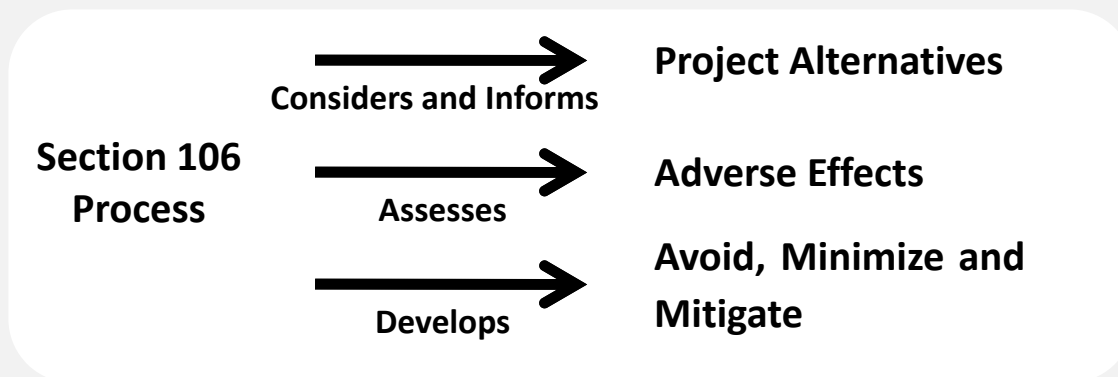 Project Alternatives
Considers and Informs
Section 106
Process
Adverse Effects
Assesses
Avoid, Minimize and
Mitigate
Develops